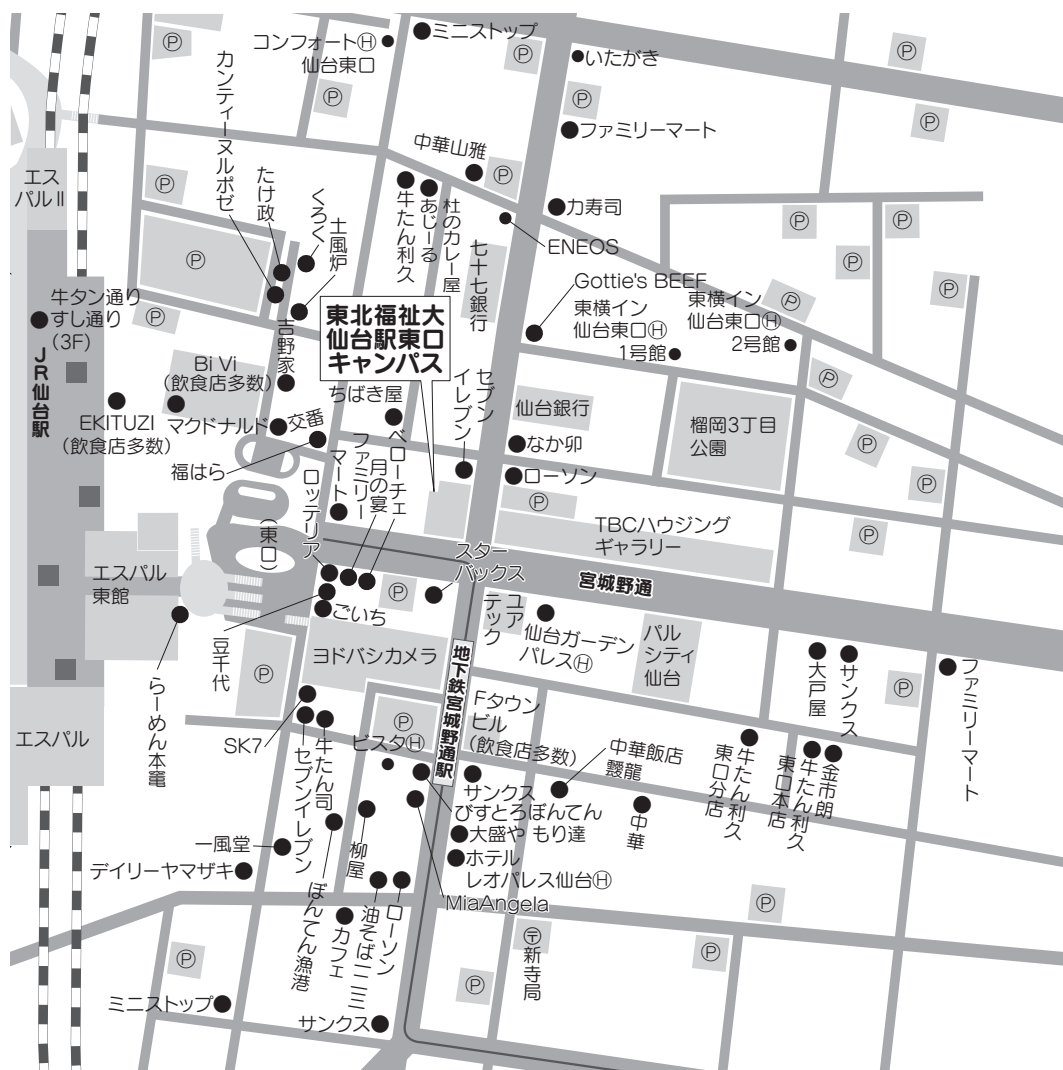 ミニストップ
コンフォートⒽ
仙台東口
Ⓟ
Ⓟ
いたがき
Ⓟ
Ⓟ
Ⓟ
ファミリーマート
Ⓟ
カンティーヌルポゼ
中華山雅
Ⓟ
エス
パルⅡ
Ⓟ
たけ政
くろく
土風炉
牛たん利久
あじーる
杜のカレー屋
力寿司
ENEOS
七十七銀行
Ⓟ
Ⓟ
Ⓟ
Ⓟ
Ⓟ
Gottie's BEEF
東横イン
仙台東口Ⓗ
1号館
東横イン
仙台東口Ⓗ
2号館
Ⓟ
Ⓟ
牛タン通り
すし通り
(3F)
JR仙台駅
Ⓟ
吉野家
東北福祉大
仙台駅東口
キャンパス
Bi Vi
(飲食店多数)
ちばき屋
セブン
イレブン
仙台銀行
榴岡3丁目
公園
Ⓟ
EKITUZI
(飲食店多数)
マクドナルド
交番
福はら
なか卯
ローソン
Ⓟ
Ⓟ
Ⓟ
Ⓟ
ロッテリア
ファミリー
マート
月の宴
ベローチェ
(東口)
TBCハウジング
ギャラリー
スター
バックス
宮城野通
エスパル
東館
Ⓟ
ごいち
豆千代
ユア
テック
仙台ガーデン
パレスⒽ
パル
シティ
仙台
らーめん本竈
Ⓟ
ヨドバシカメラ
地下鉄宮城野通駅
大戸屋
サンクス
Ⓟ
ファミリーマート
エスパル
SK7
セブンイレブン
牛たん司
Ⓟ
ビスタⒽ
Fタウン
ビル
(飲食店多数)
中華飯店
中華
牛たん利久
東口分店
牛たん利久
東口本店
金市朗
サンクス
びすとろぼんてん
大盛や もり達
ホテル
レオパレス仙台Ⓗ
MiaAngela
一風堂
デイリーヤマザキ
ぼんてん漁港
柳屋
カフェ
油そば一二三
ローソン
〶新寺局
Ⓟ
Ⓟ
Ⓟ
Ⓟ
ミニストップ
サンクス